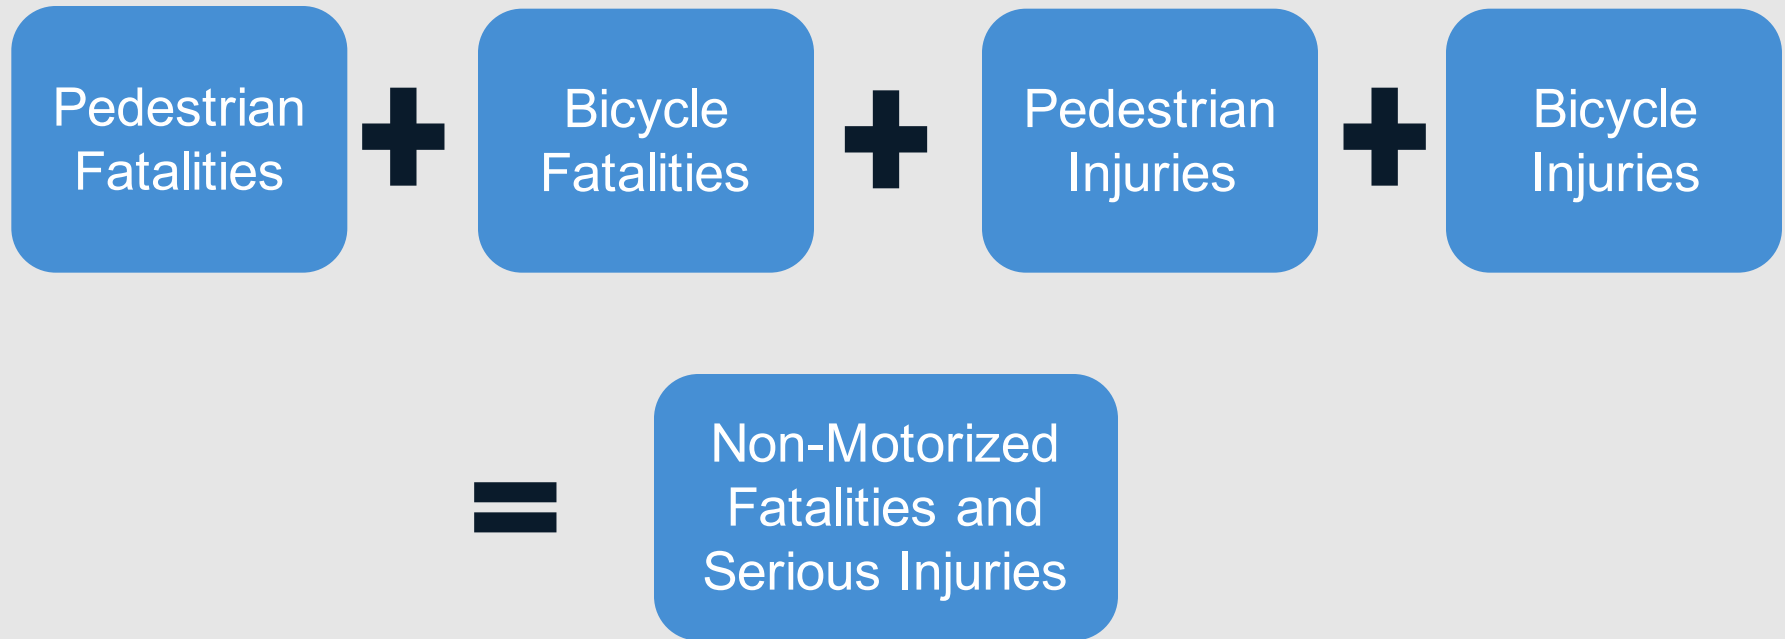 Pedestrian
Fatalities
+
Bicycle
Fatalities
+
Pedestrian
Injuries
+
Bicycle
Injuries
=
Non-Motorized
Fatalities and
Serious Injuries